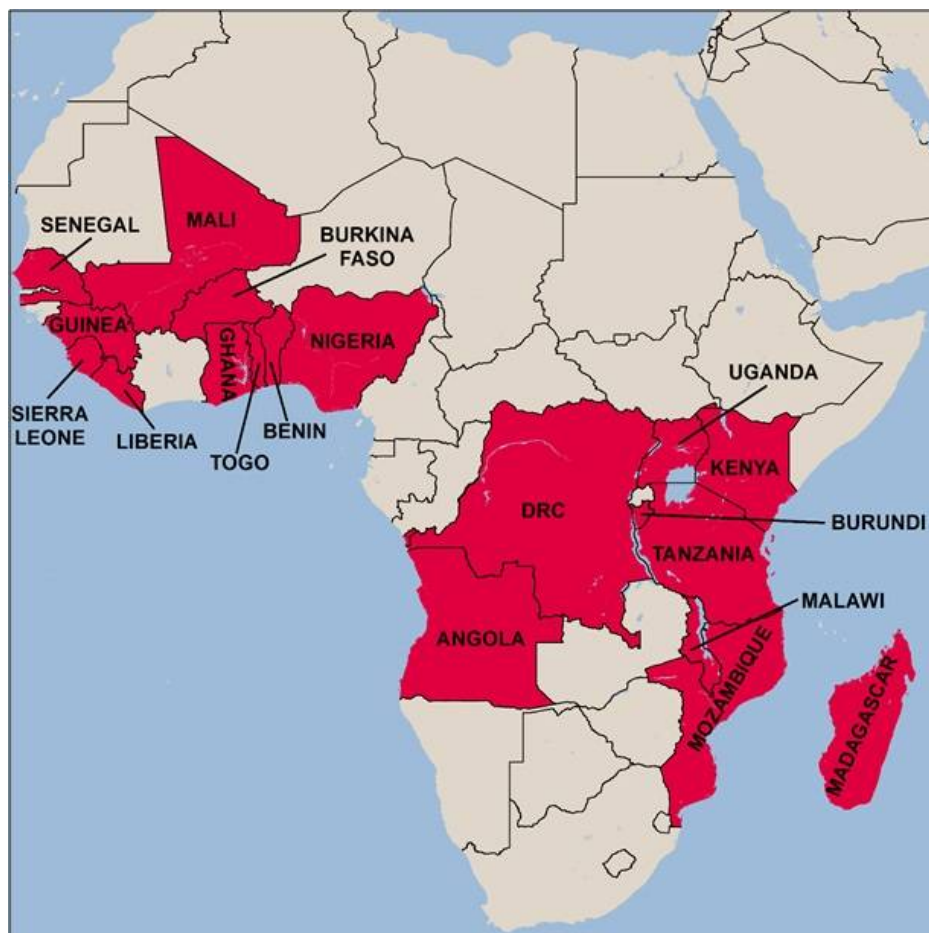 SENEGAL
MALI
BURKINA
FASO
GUINEA
GHANA
NIGERIA
SIERRA
LEONE
LIBERIA
TOGO
BENIN
UGANDA
KENYA
DRC
BURUNDI
TANZANIA
MALAWI
ANGOLA
MOZAMBIQUE
MADAGASCAR